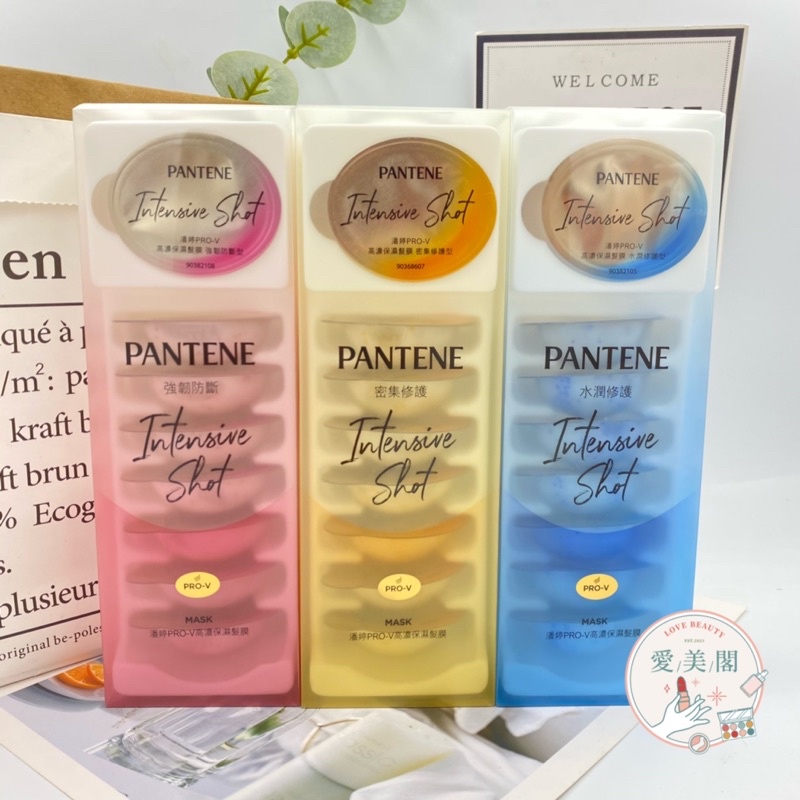 WELCOME
PANTENE
Intensive Shot
潘婷PRO-V
高濃保濕髮膜 強韌防斷型
90382108
PANTENE
強韌防斷
Intensive
Shot
PRO-V
MASK
潘婷PRO-V高濃保濕髮膜
PANTENE
Intensive Shot
潘婷PRO-V
高濃保濕髮膜 密集修護型
90368607
PANTENE
密集修護
Intensive
Shot
PRO-V
MASK
潘婷PRO-V高濃保濕髮膜
PANTENE
Intensive Shot
潘婷PRO-V
高濃保濕髮膜 水潤修護型
90382105
PANTENE
水潤修護
Intensive
Shot
PRO-V
MASK
潘婷PRO-V高濃保濕髮膜
en
qué à p
/m²: pa
kraft b
ft brun
% Ecog
s.
plusieur
original be-poles
LOVE BEAUTY
愛/美/閣